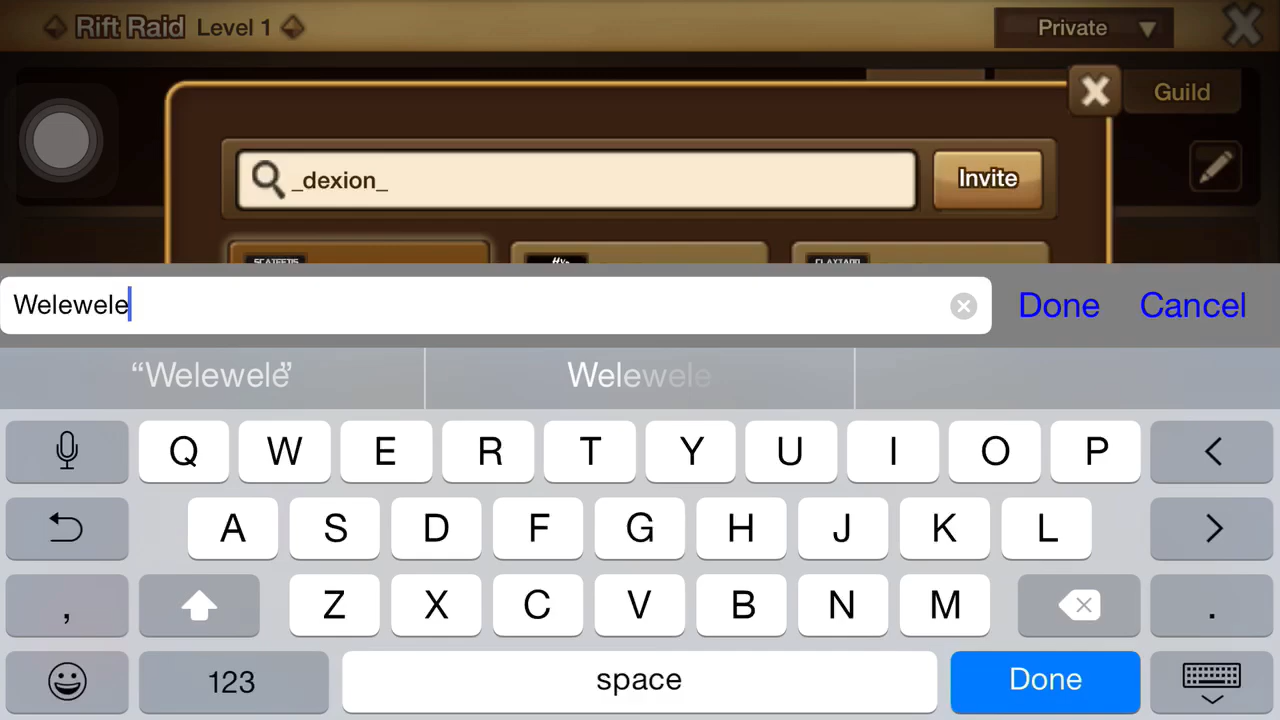 Rift Raid Level 1
Private ▼
Guild
_dexion_
Invite
Welewele
Done Cancel
“Welewele” Welewele
Q W E R T Y U I O P <
A S D F G H J K L >
, Z X C V B N M .
123 space Done